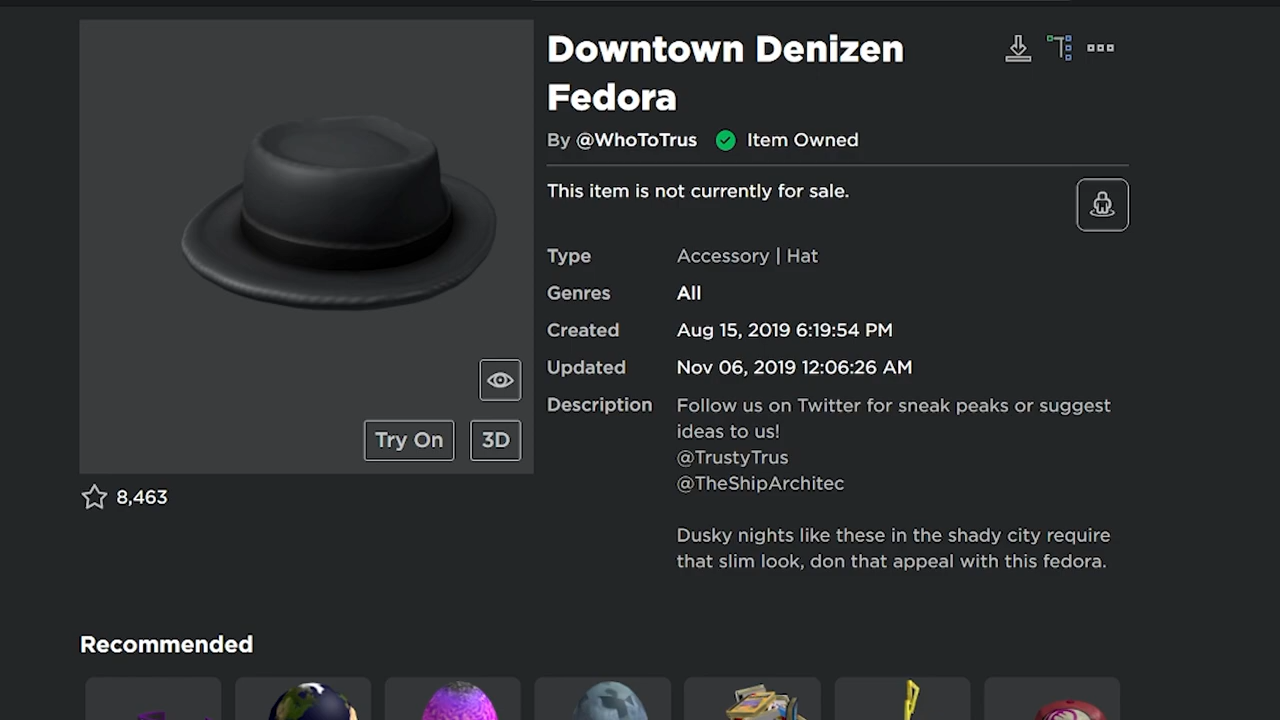 Downtown Denizen
Fedora
By @WhoToTrus Item Owned
This item is not currently for sale.
Type Accessory | Hat
Genres All
Created Aug 15, 2019 6:19:54 PM
Updated Nov 06, 2019 12:06:26 AM
Description Follow us on Twitter for sneak peaks or suggest
ideas to us!
@TrustyTrus
@TheShipArchitec
Dusky nights like these in the shady city require
that slim look, don that appeal with this fedora.
Try On 3D
8,463
Recommended